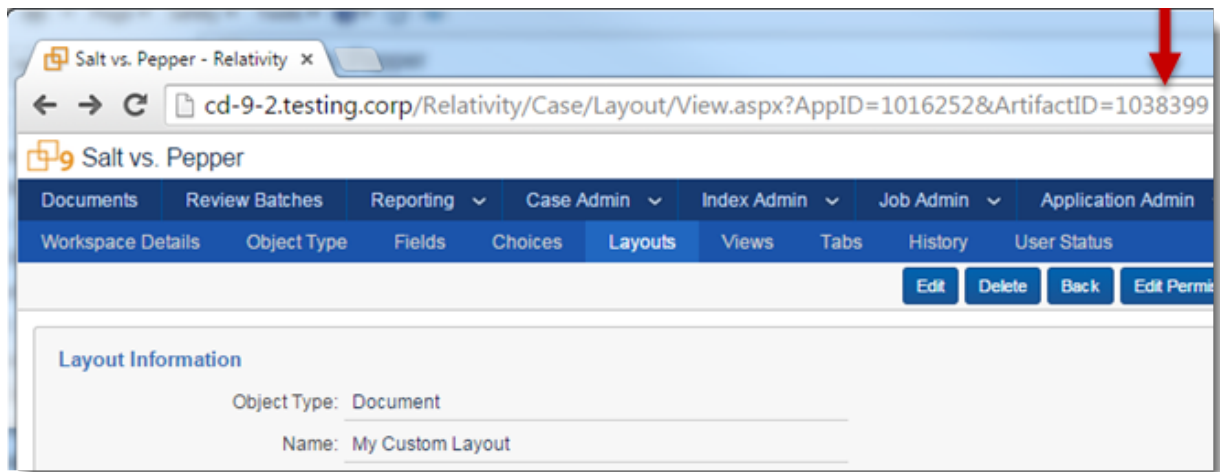 Salt vs. Pepper - Relativity ×
cd-9-2.testing.corp/Relativity/Case/Layout/View.aspx?AppID=1016252&ArtifactID=1038399
9 Salt vs. Pepper
Documents Review Batches Reporting Case Admin Index Admin Job Admin Application Admin
Workspace Details Object Type Fields Choices Layouts Views Tabs History User Status
Edit Delete Back Edit Permis
Layout Information
Object Type: Document
Name: My Custom Layout